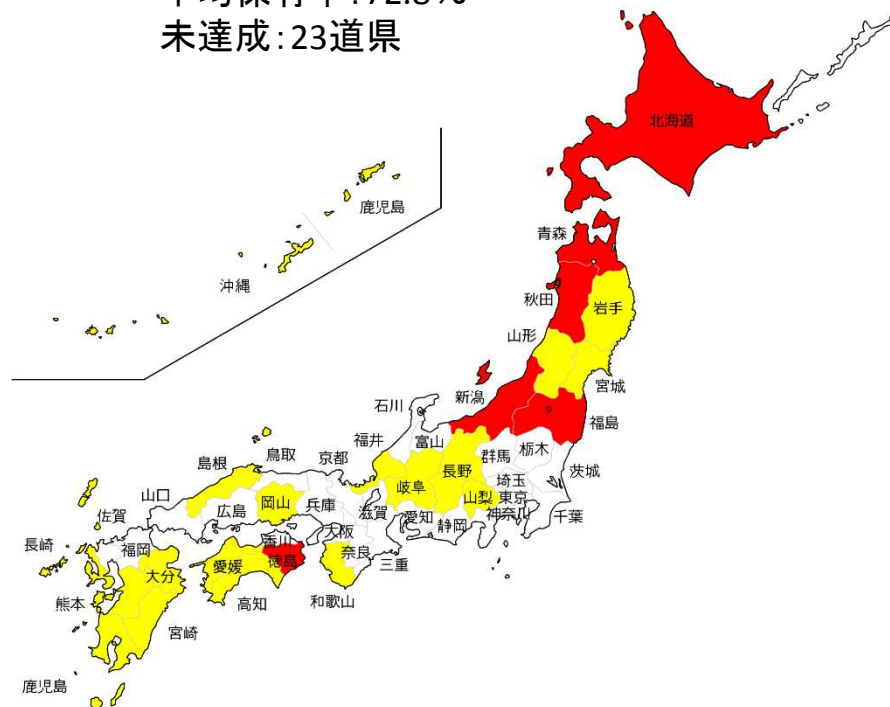 未達成:23道県
北海道
鹿児島
青森
沖縄
秋田
岩手
山形
宮城
新潟
石川
福島
福井
富山
群馬
栃木
鳥取
京都
島根
長野
茨城
岐阜
埼玉
山口
岡山
山梨
東京
佐賀
広島
兵庫
滋賀
愛知
静岡
神奈川
千葉
長崎
福岡
香川
大阪
奈良
三重
大分
愛媛
徳島
熊本
高知
和歌山
宮崎
鹿児島